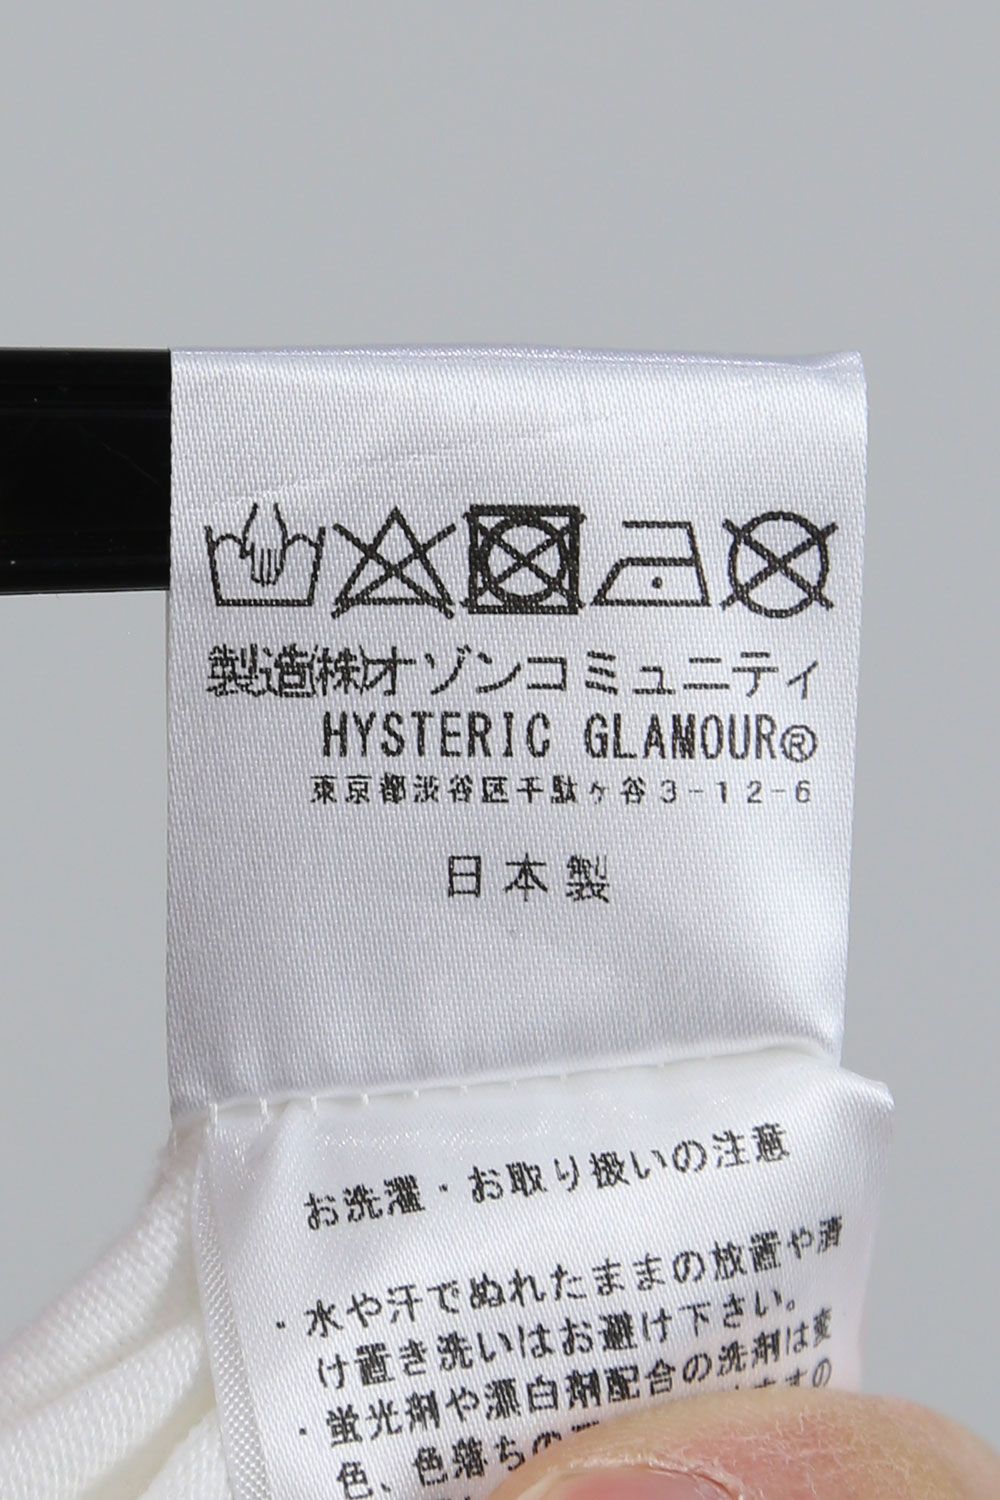 製造(株)オゾンコミュニティ
HYSTERIC GLAMOUR®
東京都渋谷区千駄ヶ谷3-12-6
日本製
お洗濯・お取り扱いの注意
・水や汗でぬれたままの放置や漬
け置き洗いはお避け下さい。
・蛍光剤や漂白剤配合の洗剤は変
色、色落ちの
ますの